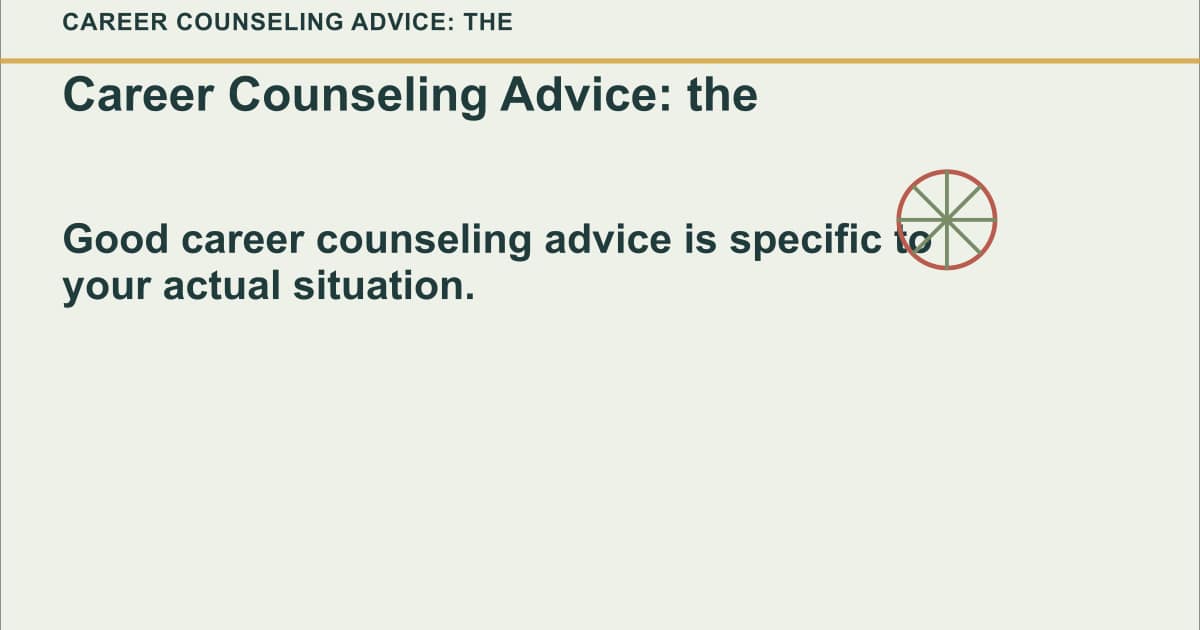 CAREER COUNSELING ADVICE: THE
Career Counseling Advice: the
Good career counseling advice is specific to
your actual situation.